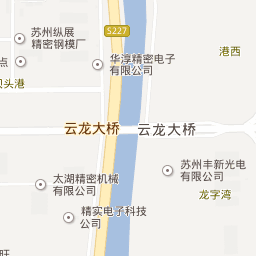 S227
苏州纵展
精密钢模厂
港西
华淳精密电子
有限公司
点
贝头港
云龙大桥
云龙大桥
苏州丰新光电
有限公司
太湖精密机械
有限公司
龙字湾
精实电子科技
公司
旺